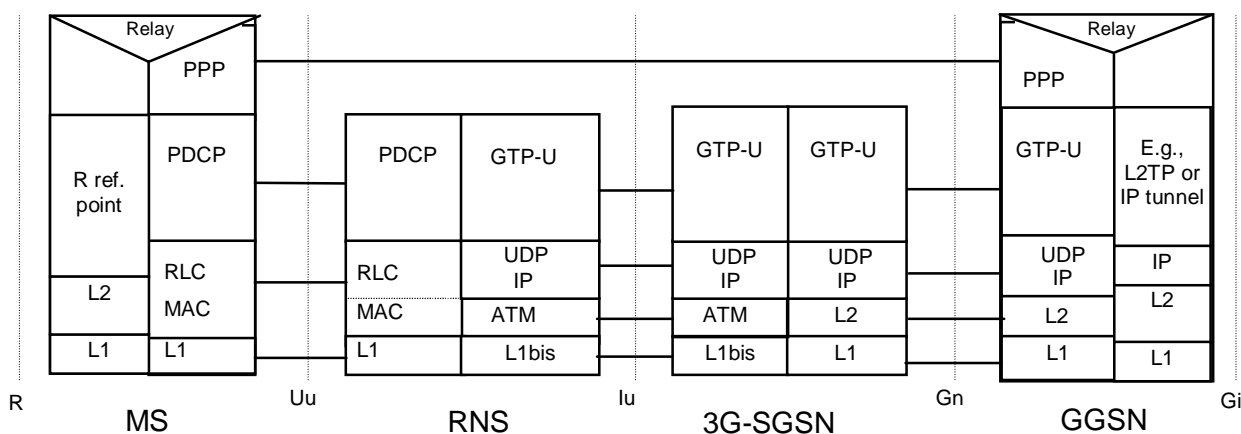 Relay
Relay
PPP
PPP
PDCP
PDCP
GTP-U
GTP-U
GTP-U
GTP-U
E.g.,
L2TP or
IP tunnel
R ref.
point
RLC
MAC
RLC
MAC
UDP
IP
UDP
IP
UDP
IP
UDP
IP
IP
L2
ATM
ATM
L2
L2
L2
L1
L1
L1
L1bis
L1bis
L1
L1
L1
R
Uu
Iu
Gn
Gi
MS
RNS
3G-SGSN
GGSN